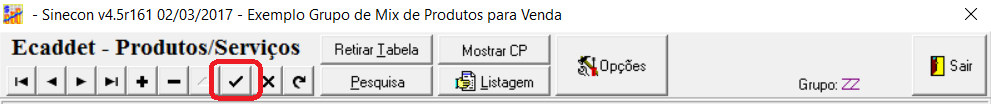 - Sinecon v4.5r161 02/03/2017 - Exemplo Grupo de Mix de Produtos para Venda
Ecaddet - Produtos/Serviços
Retirar Tabela
Mostrar CP
Opções
Sair
Pesquisa
Listagem
Grupo: ZZ